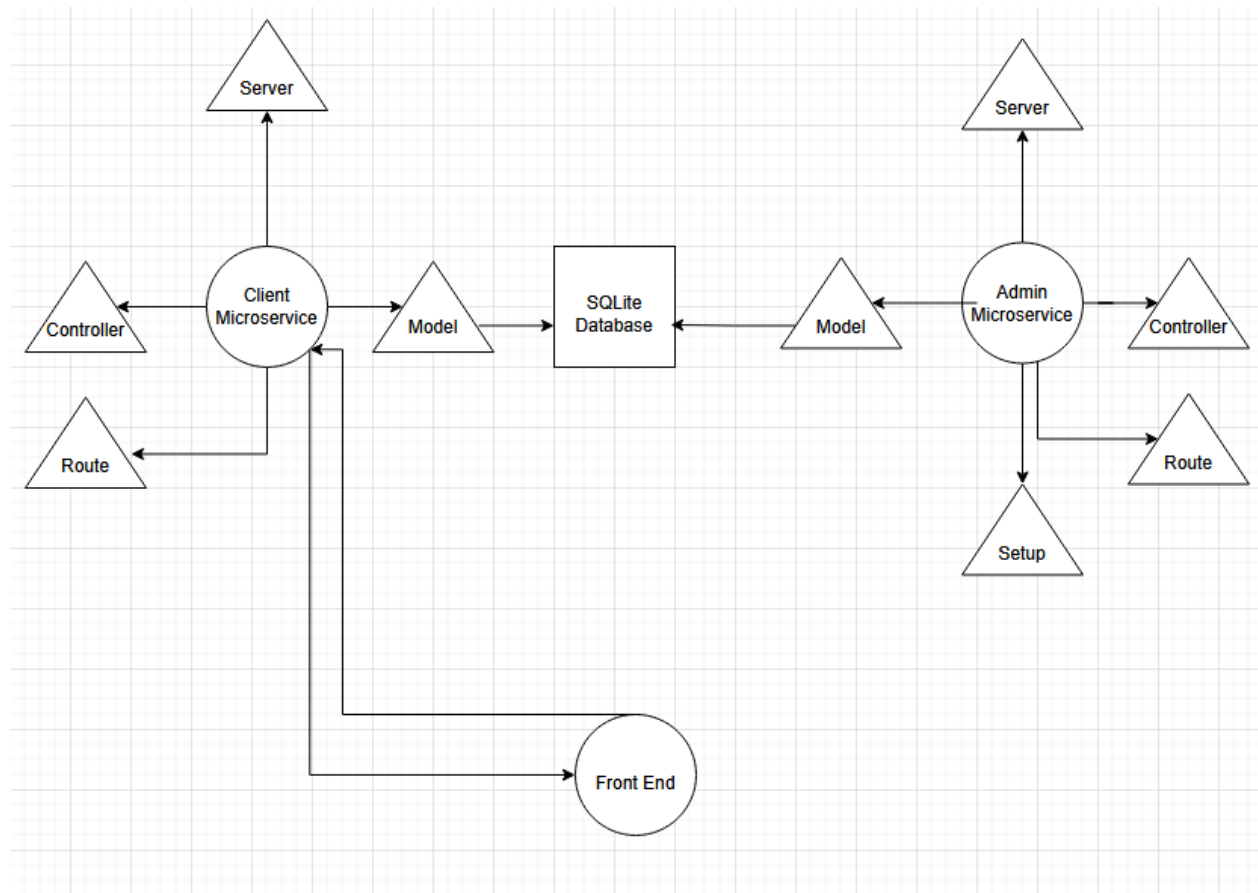 Server
Server
Client
Microservice
Controller
Model
SQLite
Database
Model
Admin
Microservice
Controller
Route
Route
Setup
Front End